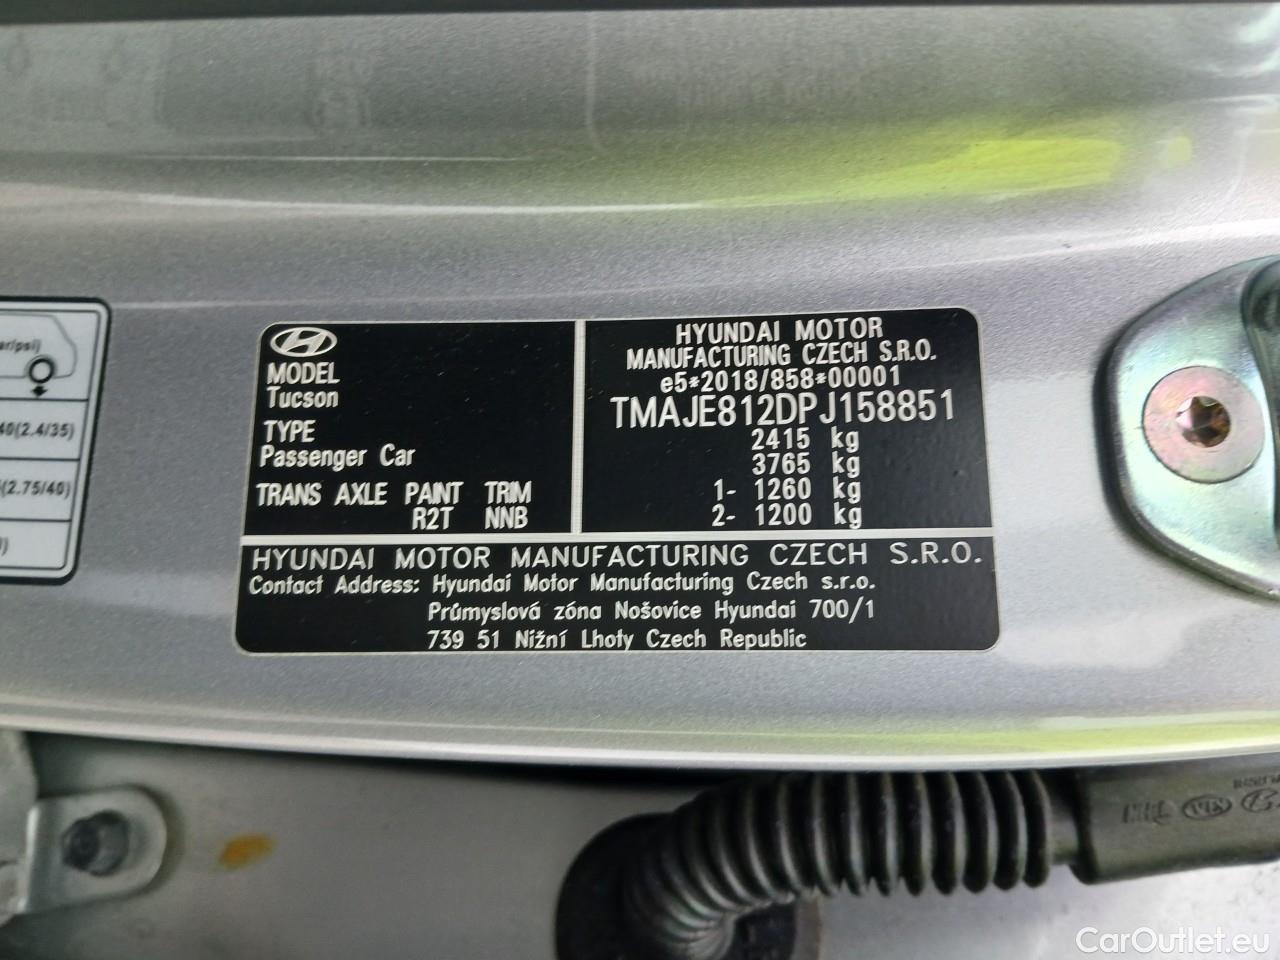 ar/psi)
40(2.4/35)
(2.75/40)
MODEL
Tucson
TYPE
Passenger Car
TRANS AXLE PAINT TRIM
R2T NNB
HYUNDAI MOTOR
MANUFACTURING CZECH S.R.O.
e5*2018/858*00001
TMAJE812DPJ158851
2415 kg
3765 kg
1- 1260 kg
2- 1200 kg
HYUNDAI MOTOR MANUFACTURING CZECH S.R.O.
Contact Address: Hyundai Motor Manufacturing Czech s.r.o.
Průmyslová zóna Nošovice Hyundai 700/1
739 51 Nižní Lhoty Czech Republic
CarOutlet.eu